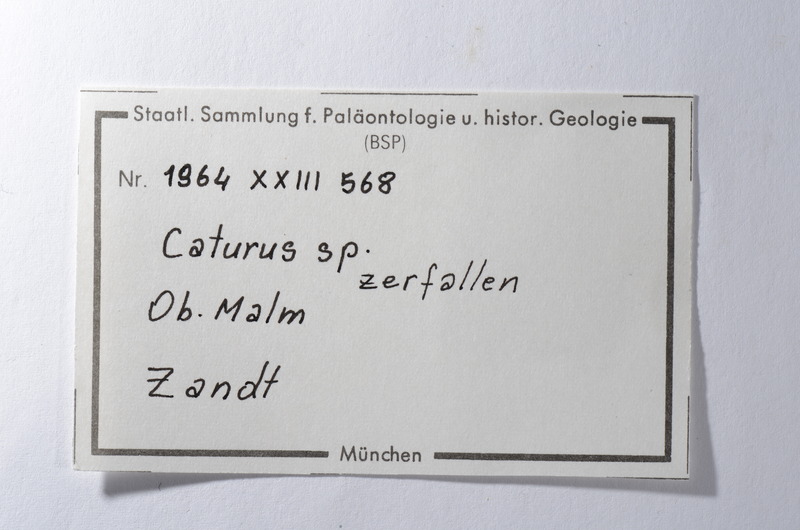 Staatl. Sammlung f. Paläontologie u. histor. Geologie
(BSP)
Nr. 1964 XXIII 568
Caturus sp.
zerfallen
Ob. Malm
Zandt
München